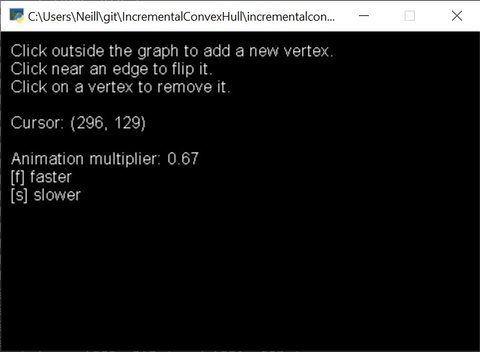 C:\Users\Neill\git\IncrementalConvexHull\incrementalcon...
Click outside the graph to add a new vertex.
Click near an edge to flip it.
Click on a vertex to remove it.
Cursor: (296, 129)
Animation multiplier: 0.67
[f] faster
[s] slower